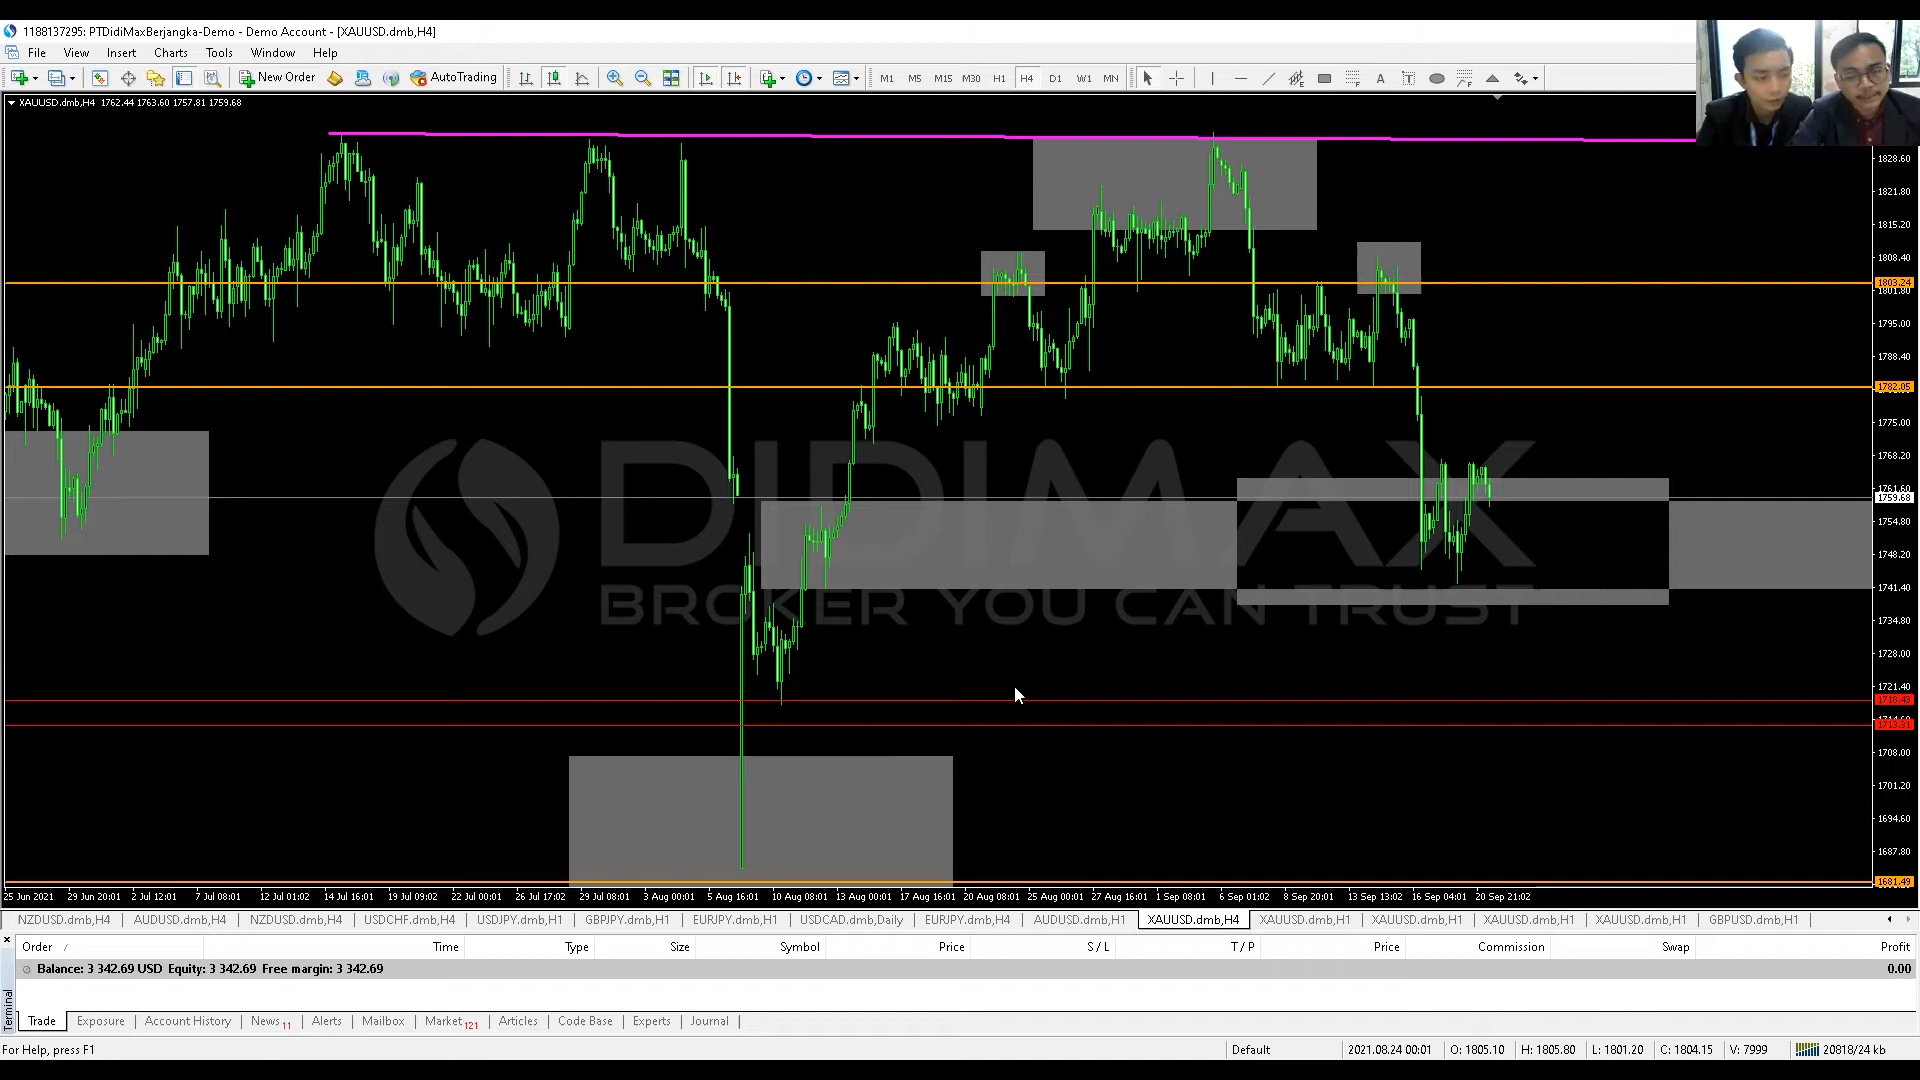 1188137295: PTDidiMaxBerjangka-Demo - Demo Account - [XAUUSD.dmb,H4]
File View Insert Charts Tools Window Help
New Order AutoTrading M1 M5 M15 M30 H1 H4 D1 W1 MN A T
XAUUSD.dmb,H4 1762.44 1763.60 1757.81 1759.68
1828.60
1821.80
1815.20
1808.40
1803.24
1801.80
1795.00
1788.40
1782.05
1775.00
1768.20
1761.60
1759.68
1754.80
1748.20
1741.40
1734.80
1728.00
1721.40
1708.00
1701.20
1694.60
1687.80
1681.49
DIDIMAX
BROKER YOU CAN TRUST
25 Jun 2021 29 Jun 20:01 2 Jul 12:01 7 Jul 08:01 12 Jul 01:02 14 Jul 16:01 19 Jul 09:02 22 Jul 00:01 26 Jul 17:02 29 Jul 08:01 3 Aug 00:01 5 Aug 16:01 10 Aug 08:01 13 Aug 00:01 17 Aug 16:01 20 Aug 08:01 25 Aug 00:01 27 Aug 16:01 1 Sep 08:01 6 Sep 01:02 8 Sep 20:01 13 Sep 13:02 16 Sep 04:01 20 Sep 21:02
NZDUSD.dmb,H4 AUDUSD.dmb,H4 NZDUSD.dmb,H4 USDCHF.dmb,H4 USDJPY.dmb,H1 GBPJPY.dmb,H1 EURJPY.dmb,H1 USDCAD.dmb,Daily EURJPY.dmb,H4 AUDUSD.dmb,H1 XAUUSD.dmb,H4 XAUUSD.dmb,H1 XAUUSD.dmb,H1 XAUUSD.dmb,H1 XAUUSD.dmb,H1 GBPUSD.dmb,H1
Order / Time Type Size Symbol Price S / L T / P Price Commission Swap Profit
Balance: 3 342.69 USD Equity: 3 342.69 Free margin: 3 342.69 0.00
Terminal
Trade Exposure Account History News 11 Alerts Mailbox Market 121 Articles Code Base Experts Journal
For Help, press F1 Default 2021.08.24 00:01 O: 1805.10 H: 1805.80 L: 1801.20 C: 1804.15 V: 7999 20818/24 kb